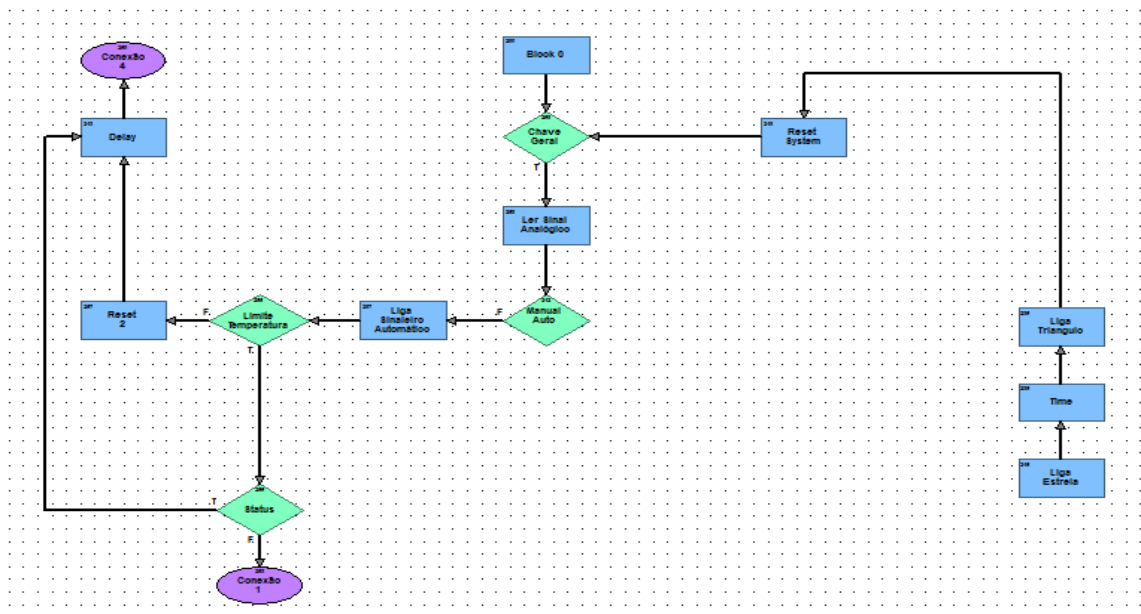 Conexão
4
Block 0
Delay
Chave
Geral
Reset
System
T
Ler Sinal
Analógico
Reset
2
F.
Limite
Temperatura
Liga
Sinaleiro
Automático
.F
Manual
Auto
Liga
Triangulo
T.
Time
Liga
Estrela
T
Status
F.
Conexão
1